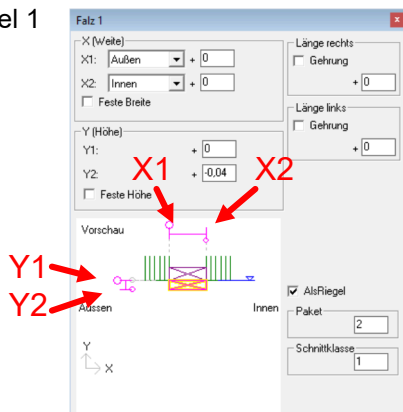 el 1
Falz 1
X (Weite)
X1: Außen + 0
X2: Innen + 0
Feste Breite
Y (Höhe)
Y1: + 0
Y2: + -0,04
Feste Höhe
Länge rechts
Gehrung
+ 0
Länge links
Gehrung
+ 0
X1 X2
Vorschau
Y1
Y2
Aussen Innen
Y
X
AlsRiegel
Paket
2
Schnittklasse
1